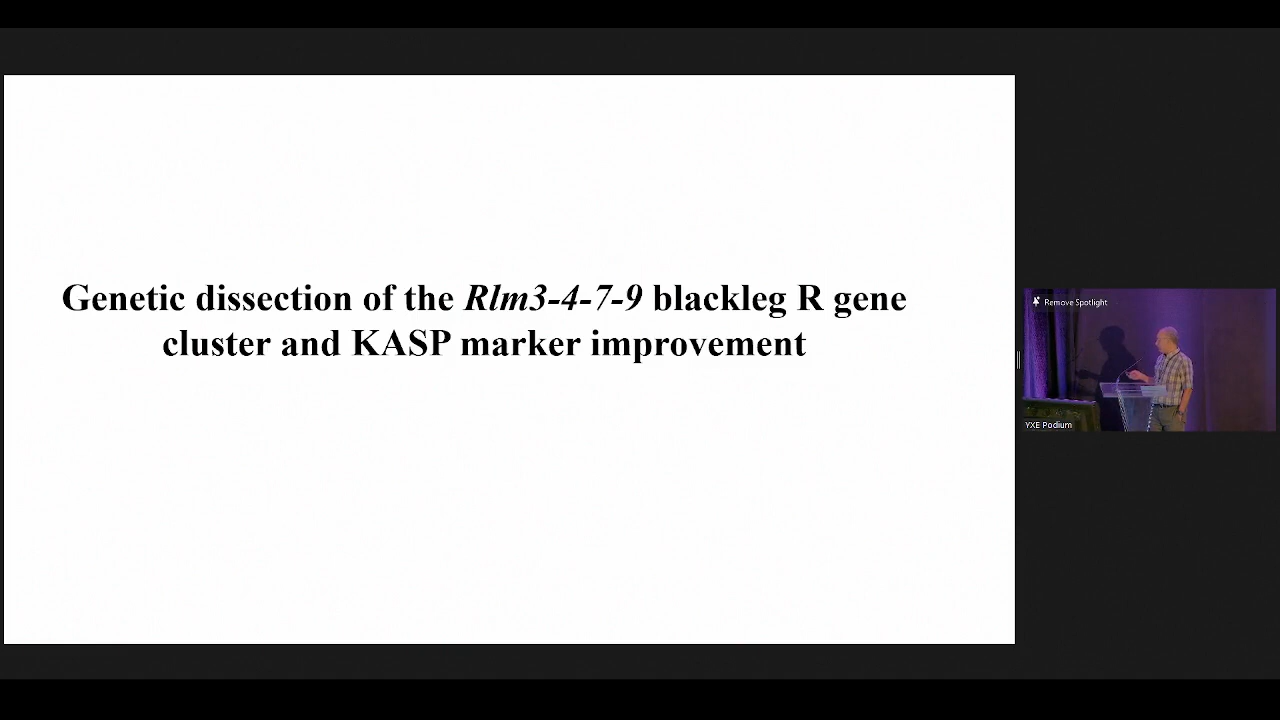 Genetic dissection of the Rlm3-4-7-9 blackleg R gene
cluster and KASP marker improvement
Remove Spotlight
YXE Podium